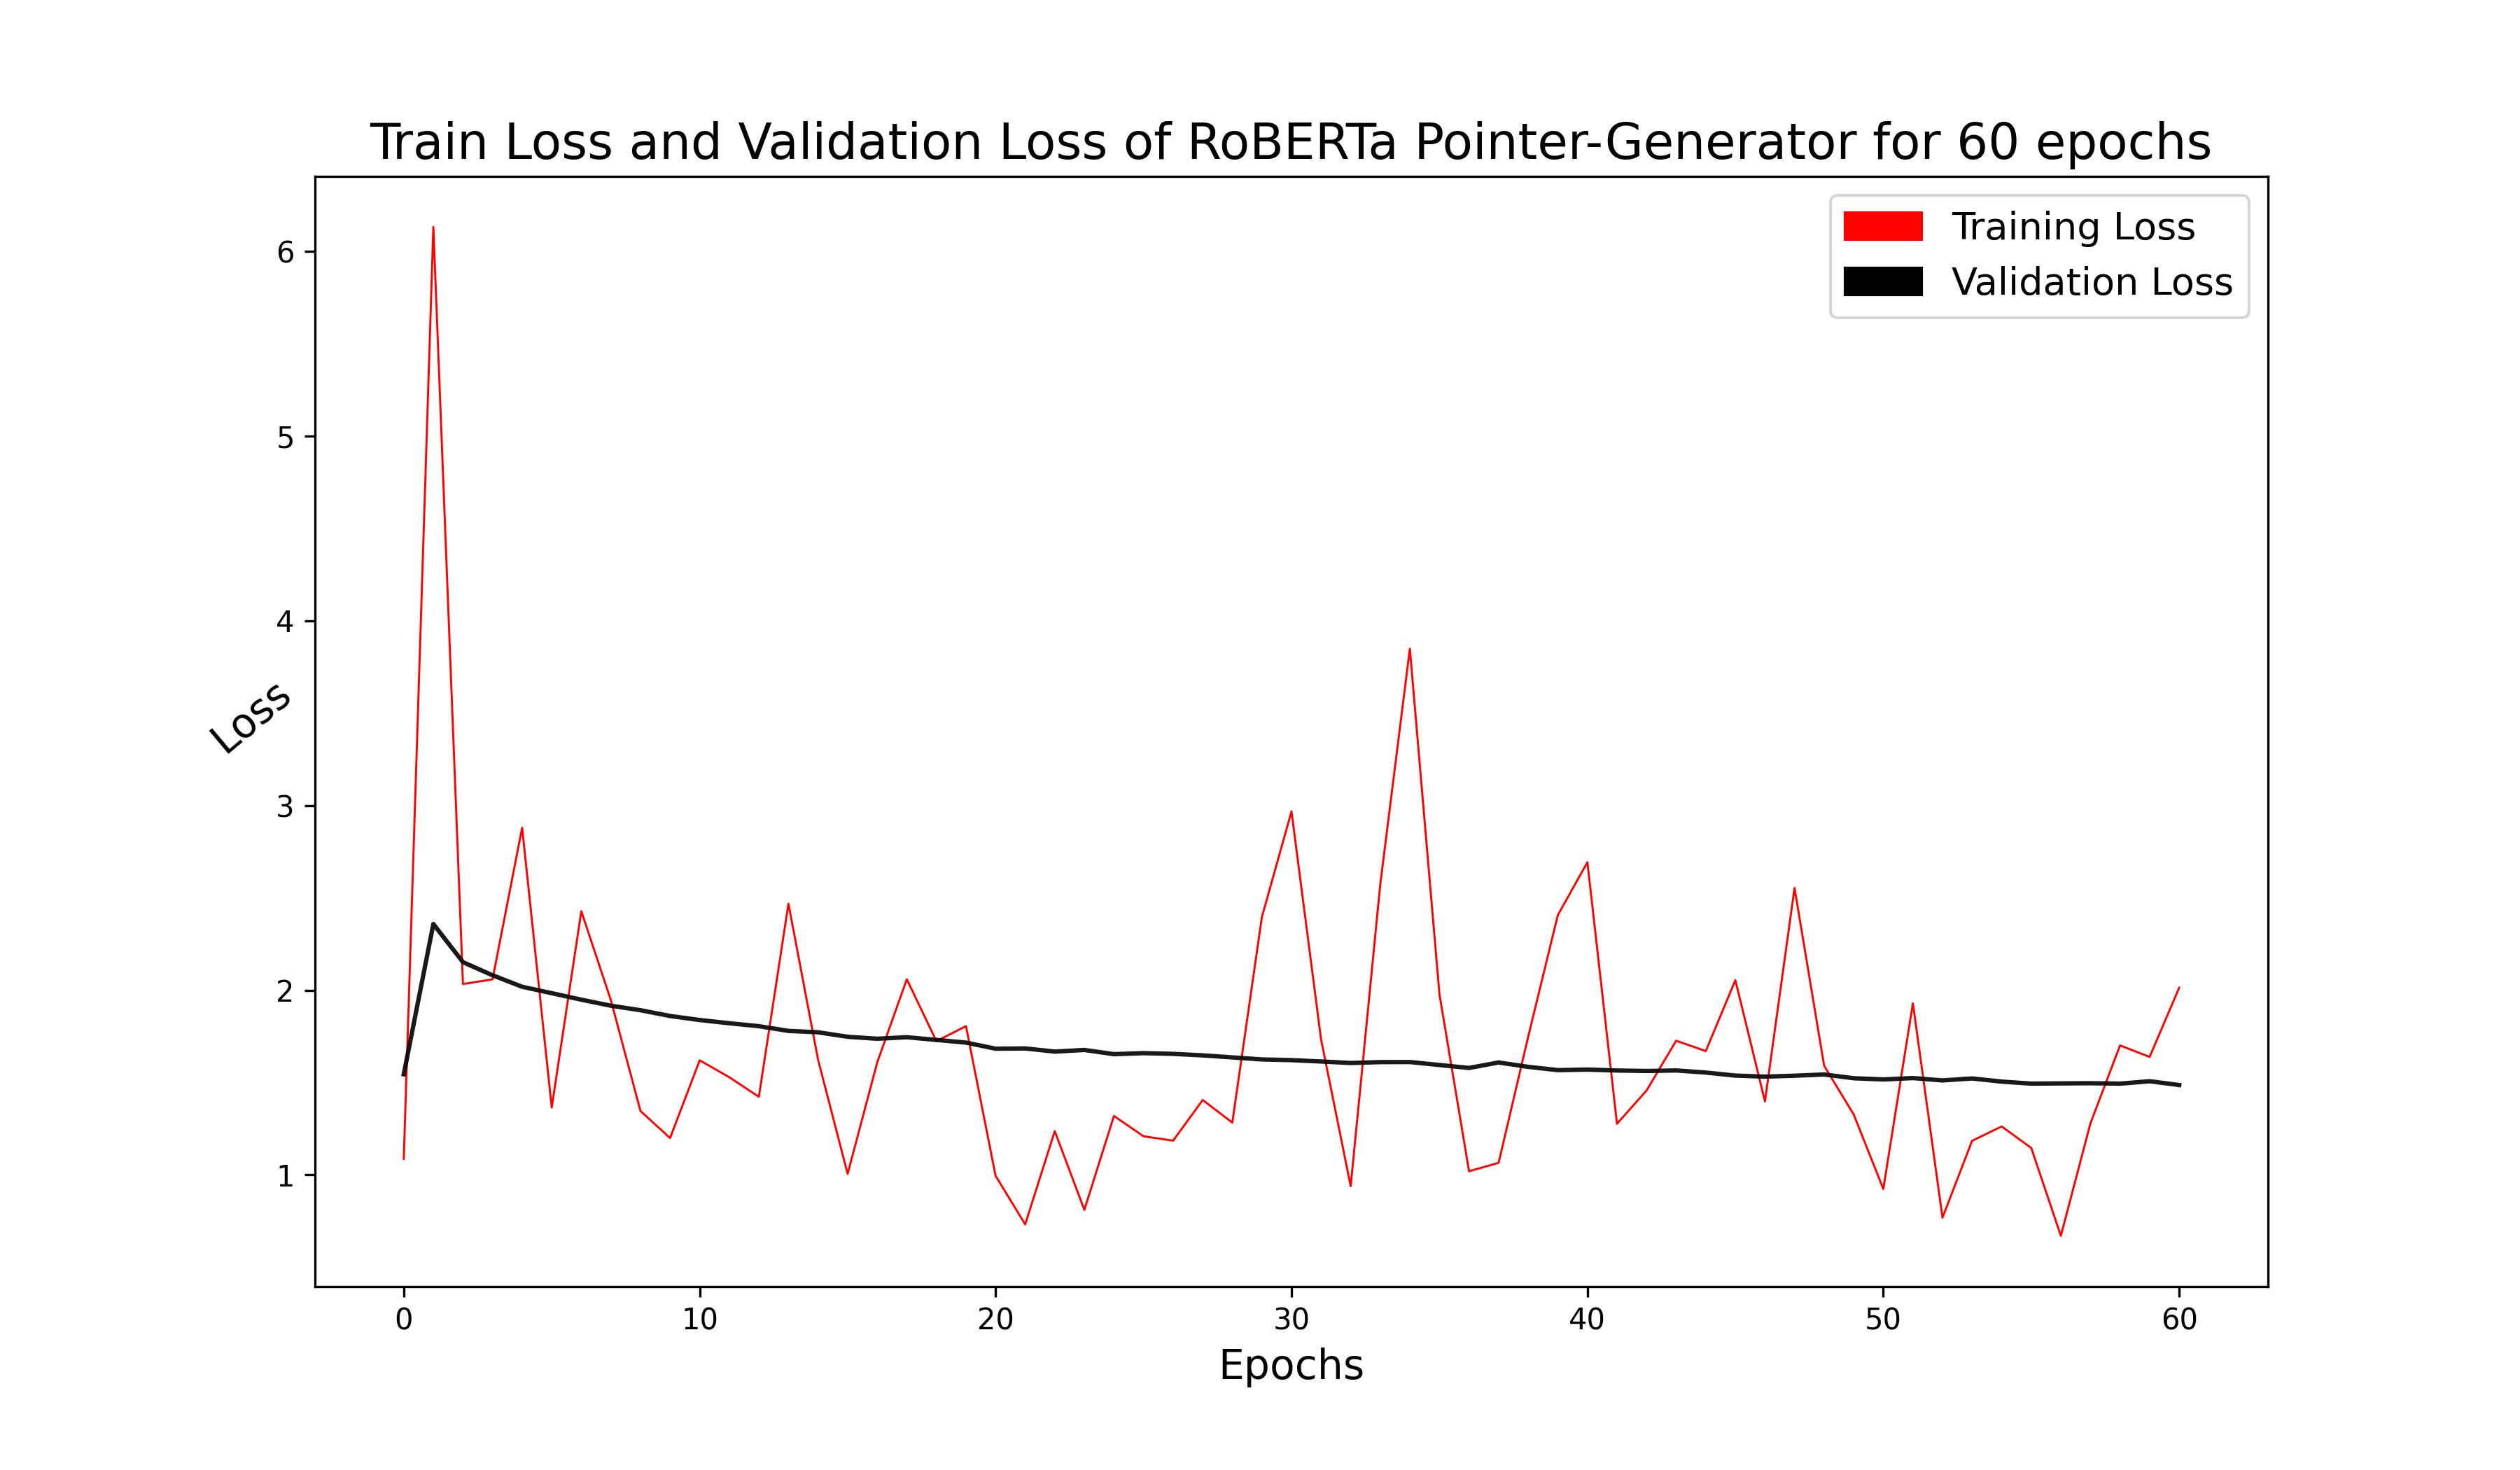 Train Loss and Validation Loss of RoBERTa Pointer-Generator for 60 epochs
Training Loss
Validation Loss
6
5
4
3
2
1
Loss
0 10 20 30 40 50 60
Epochs